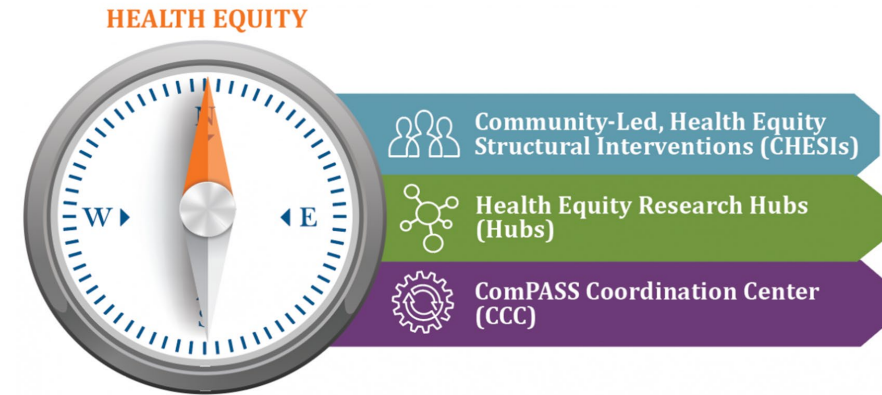 HEALTH EQUITY
N
W
E
S
Community-Led, Health Equity
Structural Interventions (CHESIs)
Health Equity Research Hubs
(Hubs)
ComPASS Coordination Center
(CCC)